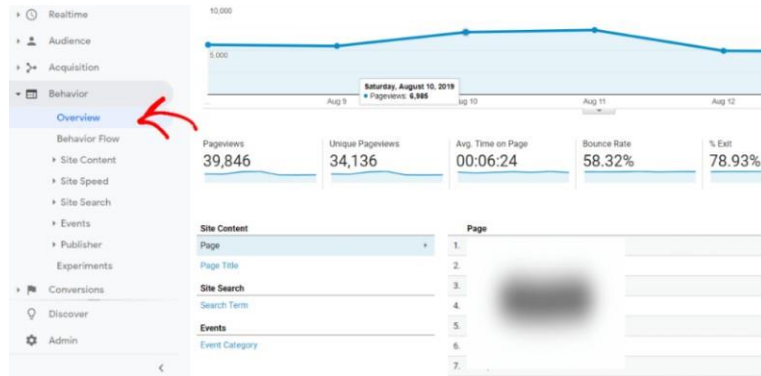 Realtime
Audience
Acquisition
Behavior
Overview
Behavior Flow
Site Content
Site Speed
Site Search
Events
Publisher
Experiments
Conversions
Discover
Admin
10,000
5,000
Saturday, August 10, 2019
Pageviews: 6,985
...
Aug 9
ug 10
Aug 11
Aug 12
Pageviews
39,846
Unique Pageviews
34,136
Avg. Time on Page
00:06:24
Bounce Rate
58.32%
% Exit
78.93%
Site Content
Page
Page Title
Site Search
Search Term
Events
Event Category
Page
1.
2.
3.
4.
5.
6.
7.